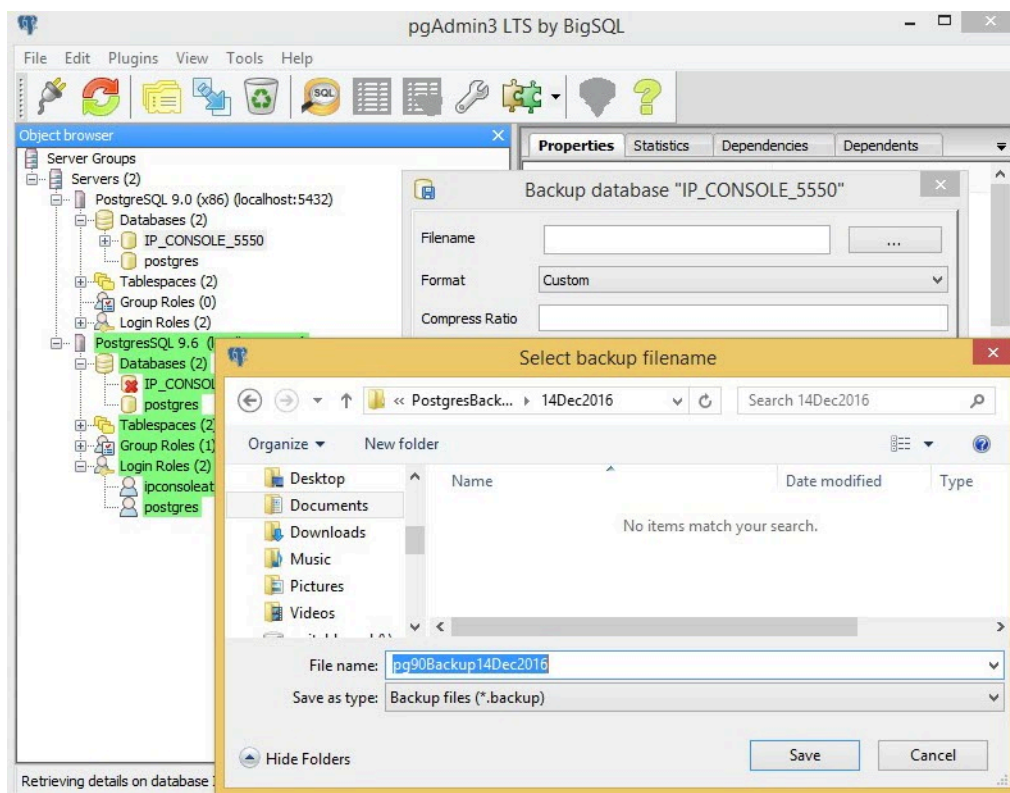 pgAdmin3 LTS by BigSQL
File Edit Plugins View Tools Help
SQL
Object browser
Properties Statistics Dependencies Dependents
Server Groups
Servers (2)
PostgreSQL 9.0 (x86) (localhost:5432)
Databases (2)
IP_CONSOLE_5550
postgres
Tablespaces (2)
Group Roles (0)
Login Roles (2)
PostgresSQL 9.6
Databases (2)
IP_CONSOL
postgres
Tablespaces (2
Group Roles (1)
Login Roles (2)
ipconsoleat
postgres
Retrieving details on database
Backup database "IP_CONSOLE_5550"
Filename ...
Format Custom
Compress Ratio
Select backup filename
« PostgresBack... 14Dec2016 Search 14Dec2016
Organize New folder
Desktop
Documents
Downloads
Music
Pictures
Videos
Name Date modified Type
No items match your search.
File name: pg90Backup14Dec2016
Save as type: Backup files (*.backup)
Hide Folders Save Cancel